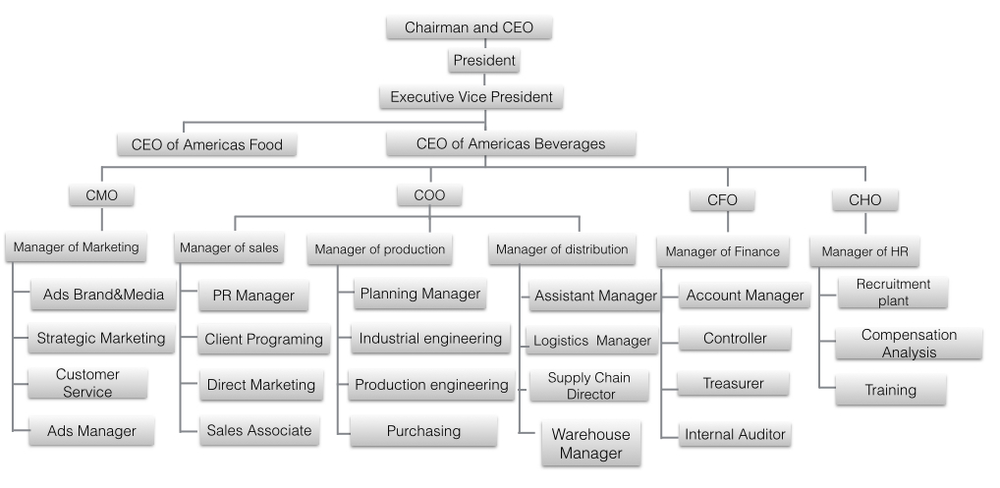 Chairman and CEO
President
Executive Vice President
CEO of Americas Food
CEO of Americas Beverages
CMO
COO
CFO
CHO
Manager of Marketing
Manager of sales
Manager of production
Manager of distribution
Manager of Finance
Manager of HR
Ads Brand&Media
Strategic Marketing
Customer
Service
Ads Manager
PR Manager
Client Programing
Direct Marketing
Sales Associate
Planning Manager
Industrial engineering
Production engineering
Purchasing
Assistant Manager
Logistics Manager
Supply Chain
Director
Warehouse
Manager
Account Manager
Controller
Treasurer
Internal Auditor
Recruitment
plant
Compensation
Analysis
Training